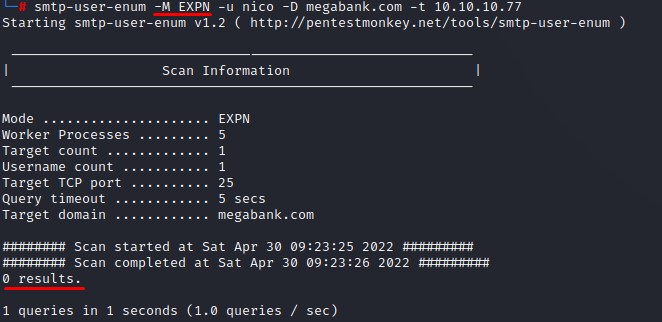 └─# smtp-user-enum -M EXPN -u nico -D megabank.com -t 10.10.10.77
Starting smtp-user-enum v1.2 ( http://pentestmonkey.net/tools/smtp-user-enum )
| Scan Information |
Mode ..................... EXPN
Worker Processes ......... 5
Target count ............. 1
Username count ........... 1
Target TCP port .......... 25
Query timeout ............ 5 secs
Target domain ............ megabank.com
######## Scan started at Sat Apr 30 09:23:25 2022 #########
######## Scan completed at Sat Apr 30 09:23:26 2022 #########
0 results.
1 queries in 1 seconds (1.0 queries / sec)